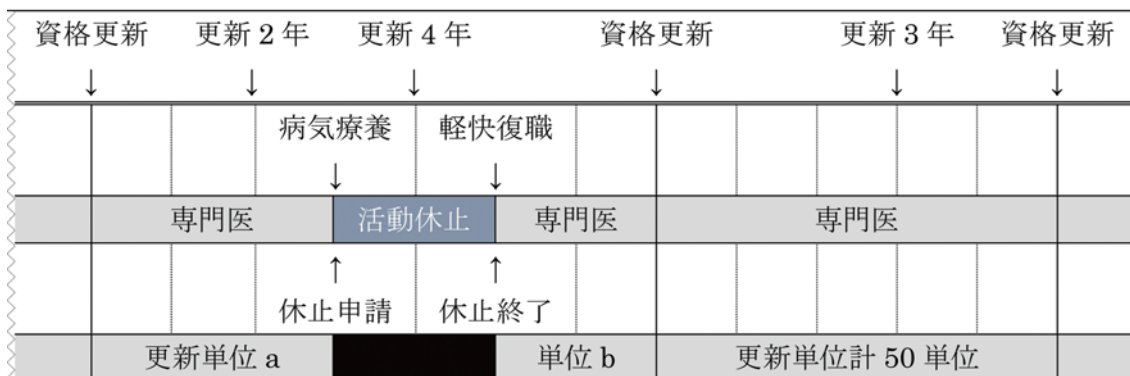 資格更新 更新 2 年 更新 4 年 資格更新 更新 3 年 資格更新
↓ ↓ ↓ ↓ ↓ ↓
病気療養 軽快復職
↓ ↓
専門医 活動休止 専門医 専門医
↑ ↑
休止申請 休止終了
更新単位 a 単位 b 更新単位計 50 単位